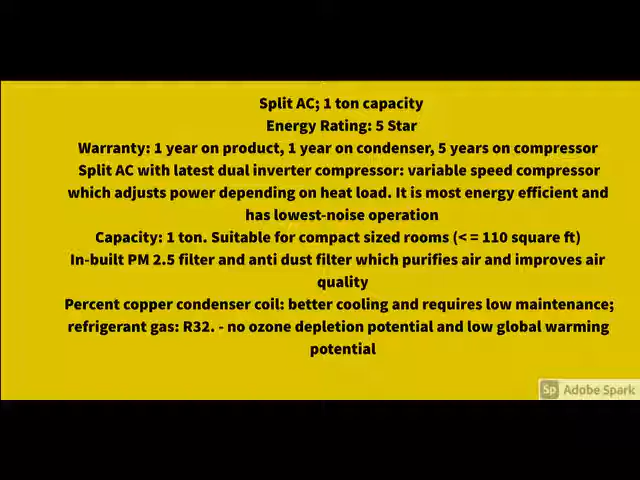 Split AC; 1 ton capacity
Energy Rating: 5 Star
Warranty: 1 year on product, 1 year on condenser, 5 years on compressor
Split AC with latest dual inverter compressor: variable speed compressor
which adjusts power depending on heat load. It is most energy efficient and
has lowest-noise operation
Capacity: 1 ton. Suitable for compact sized rooms (< = 110 square ft)
In-built PM 2.5 filter and anti dust filter which purifies air and improves air
quality
Percent copper condenser coil: better cooling and requires low maintenance;
refrigerant gas: R32. - no ozone depletion potential and low global warming
potential
Sp Adobe Spark